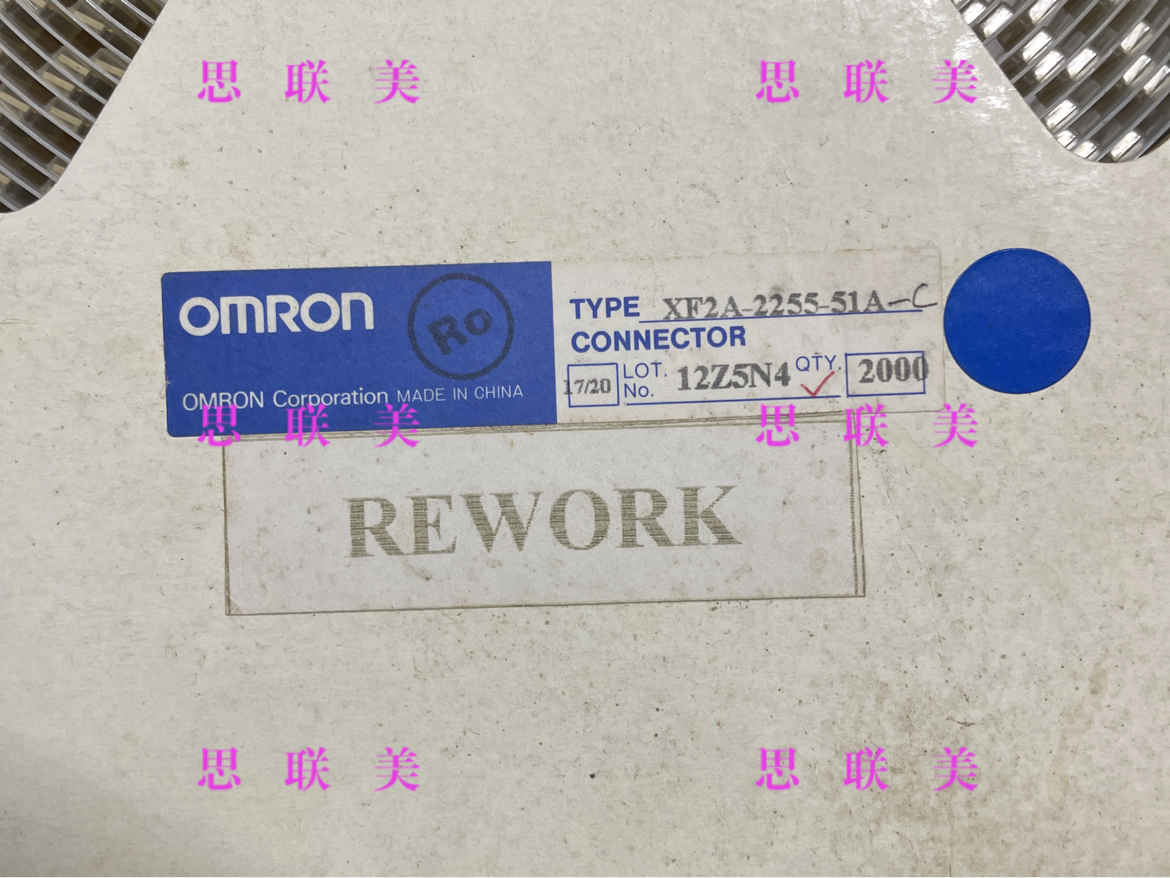 思联美 思联美
OMRON
Ro
OMRON Corporation MADE IN CHINA
TYPE XF2A-2255-51A-C
CONNECTOR
17/20 LOT. No. 12Z5N4 QTY. 2000
思联美 思联美
REWORK
思联美 思联美